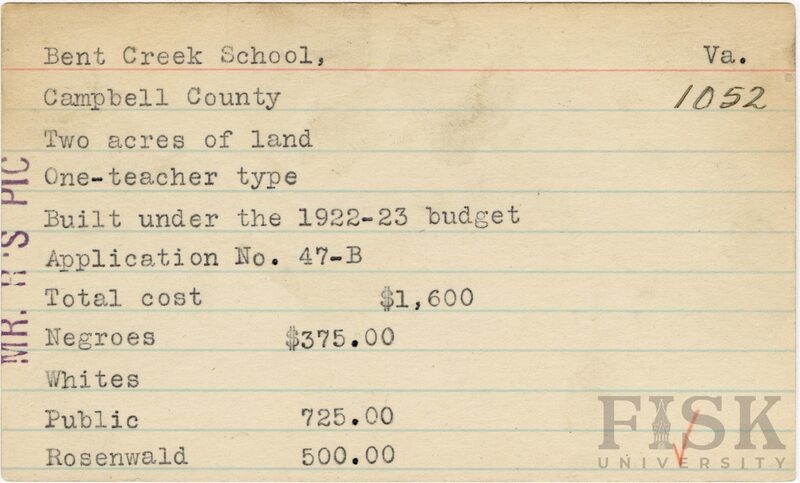 Bent Creek School, Va.
Campbell County 1052
Two acres of land
One-teacher type
Built under the 1922-23 budget
Application No. 47-B
Total cost $1,600
Negroes $375.00
Whites
Public 725.00
Rosenwald 500.00
MR. R'S PIC
FISK
UNIVERSITY